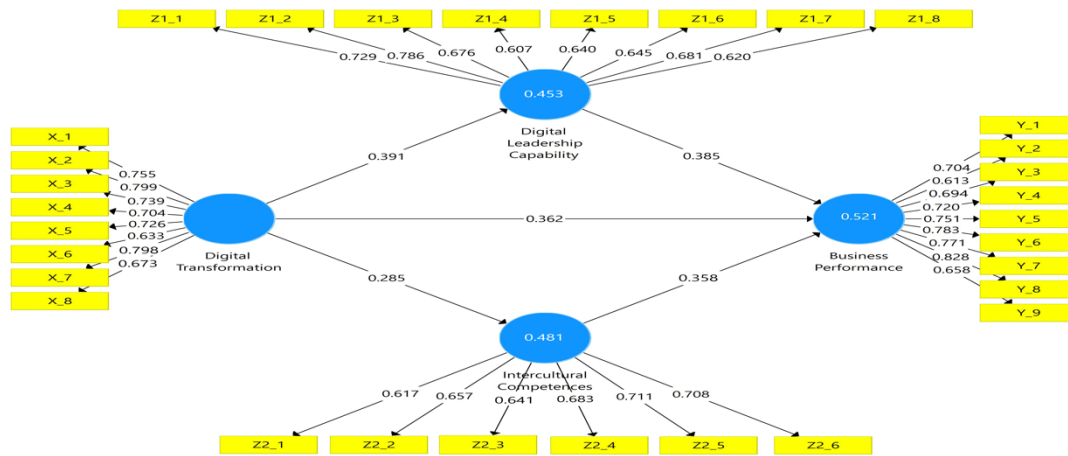 Z1_1 Z1_2 Z1_3 Z1_4 Z1_5 Z1_6 Z1_7 Z1_8
0.729 0.786 0.676 0.607 0.640 0.645 0.681 0.620
0.453
Digital
Leadership
Capability
X_1
X_2
X_3
X_4
X_5
X_6
X_7
X_8
0.755
0.799
0.739
0.704
0.726
0.633
0.798
0.673
Digital
Transformation
0.391
0.385
0.362
0.285
0.358
0.521
Business
Performance
0.704
0.613
0.694
0.720
0.751
0.783
0.771
0.828
0.658
Y_1
Y_2
Y_3
Y_4
Y_5
Y_6
Y_7
Y_8
Y_9
0.481
Intercultural
Competences
0.617 0.657 0.641 0.683 0.711 0.708
Z2_1 Z2_2 Z2_3 Z2_4 Z2_5 Z2_6